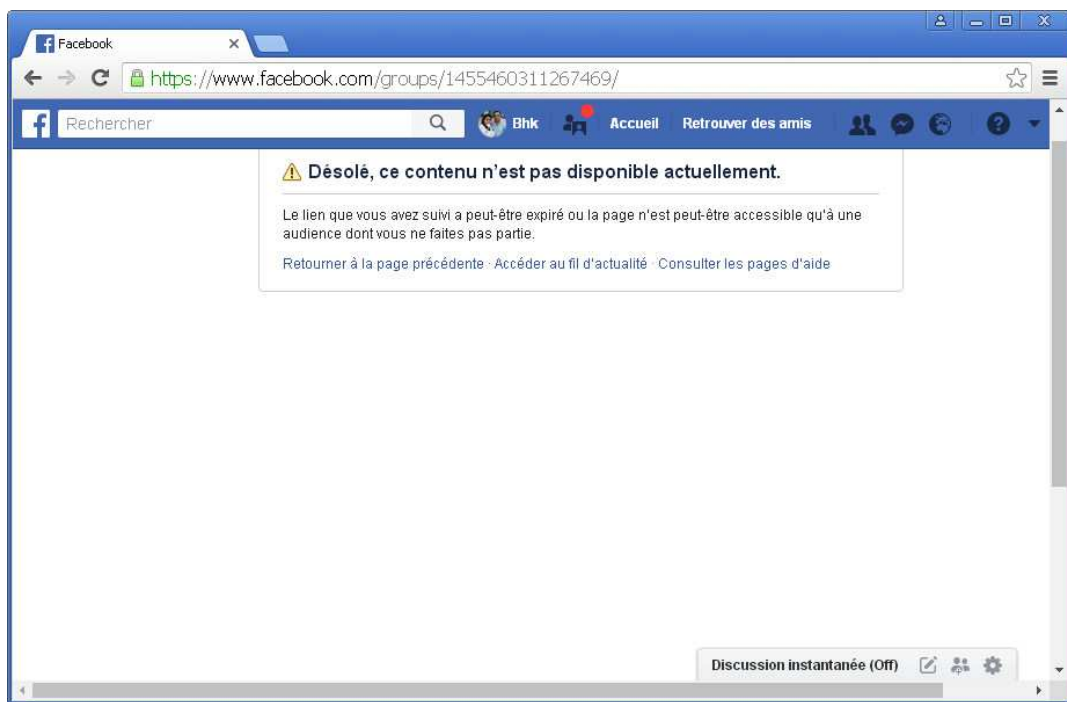 Facebook
https://www.facebook.com/groups/1455460311267469/
Rechercher Bhk Accueil Retrouver des amis
Désolé, ce contenu n'est pas disponible actuellement.
Le lien que vous avez suivi a peut-être expiré ou la page n'est peut-être accessible qu'à une
audience dont vous ne faites pas partie.
Retourner à la page précédente · Accéder au fil d'actualité · Consulter les pages d'aide
Discussion instantanée (Off)